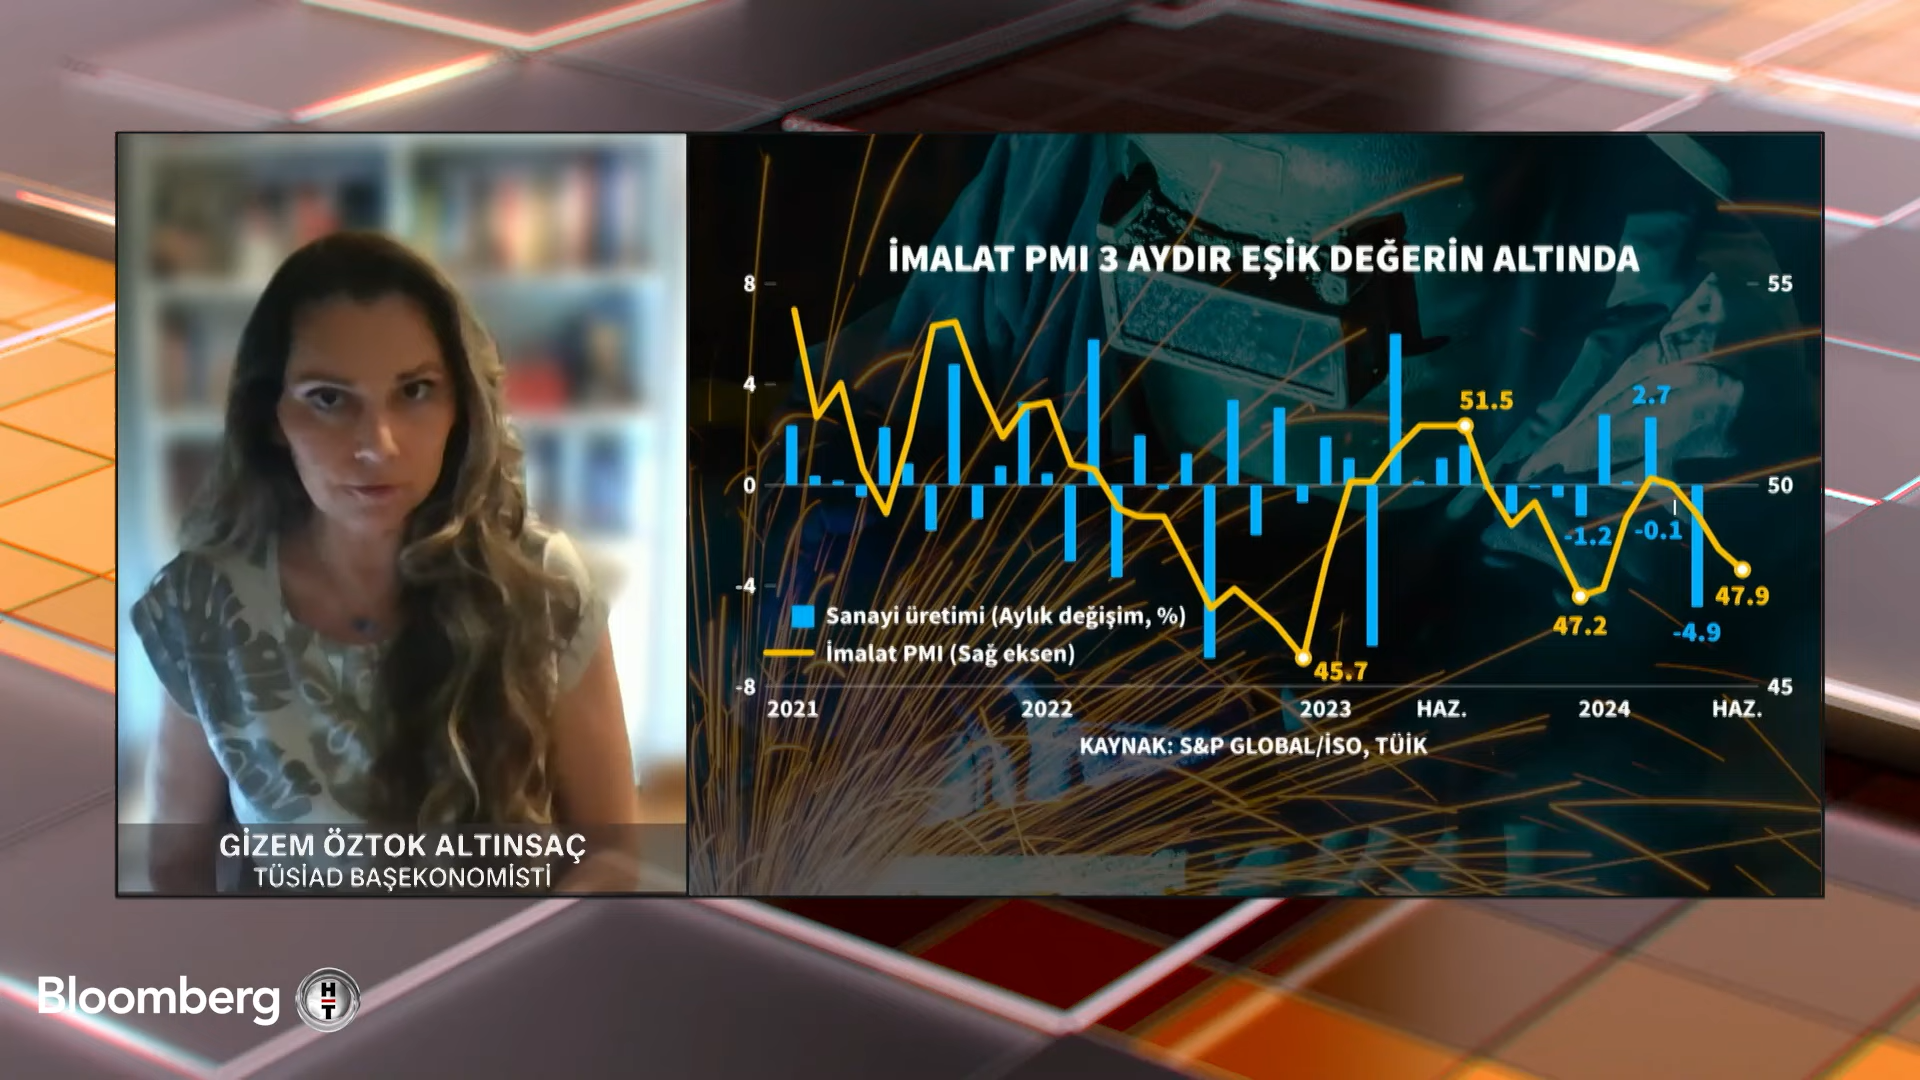 İMALAT PMI 3 AYDIR EŞİK DEĞERİN ALTINDA
8
4
0
-4
-8
55
50
45
51.5
2.7
-1.2
-0.1
47.2
47.9
-4.9
45.7
Sanayi üretimi (Aylık değişim, %)
İmalat PMI (Sağ eksen)
2021 2022 2023 HAZ. 2024 HAZ.
KAYNAK: S&P GLOBAL/İSO, TÜİK
GİZEM ÖZTOK ALTINSAÇ
TÜSİAD BAŞEKONOMİSTİ
Bloomberg HT